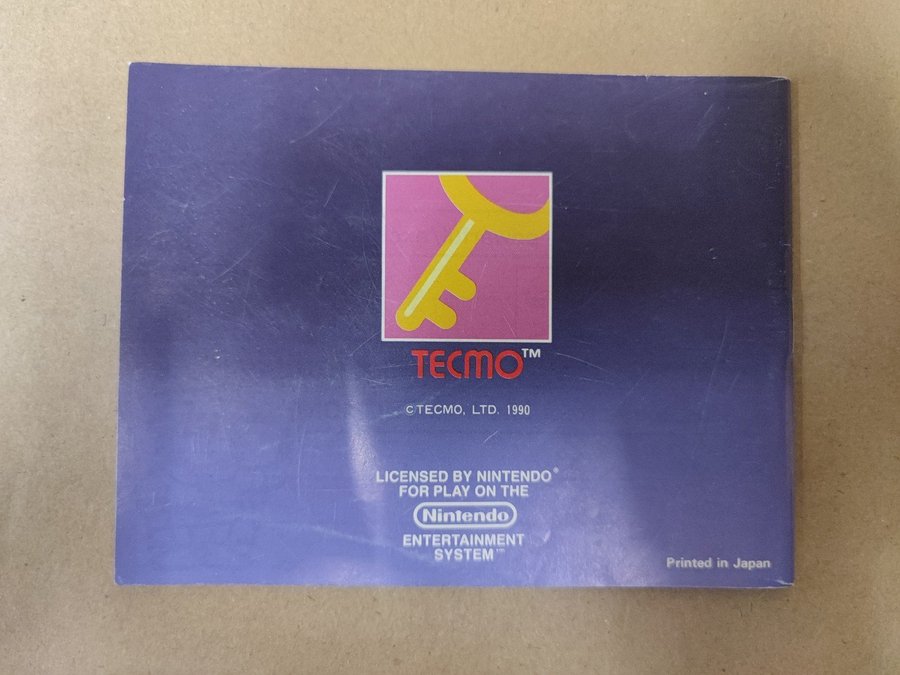 TECMO™
©TECMO, LTD. 1990
LICENSED BY NINTENDO®
FOR PLAY ON THE
Nintendo
ENTERTAINMENT
SYSTEM™
Printed in Japan